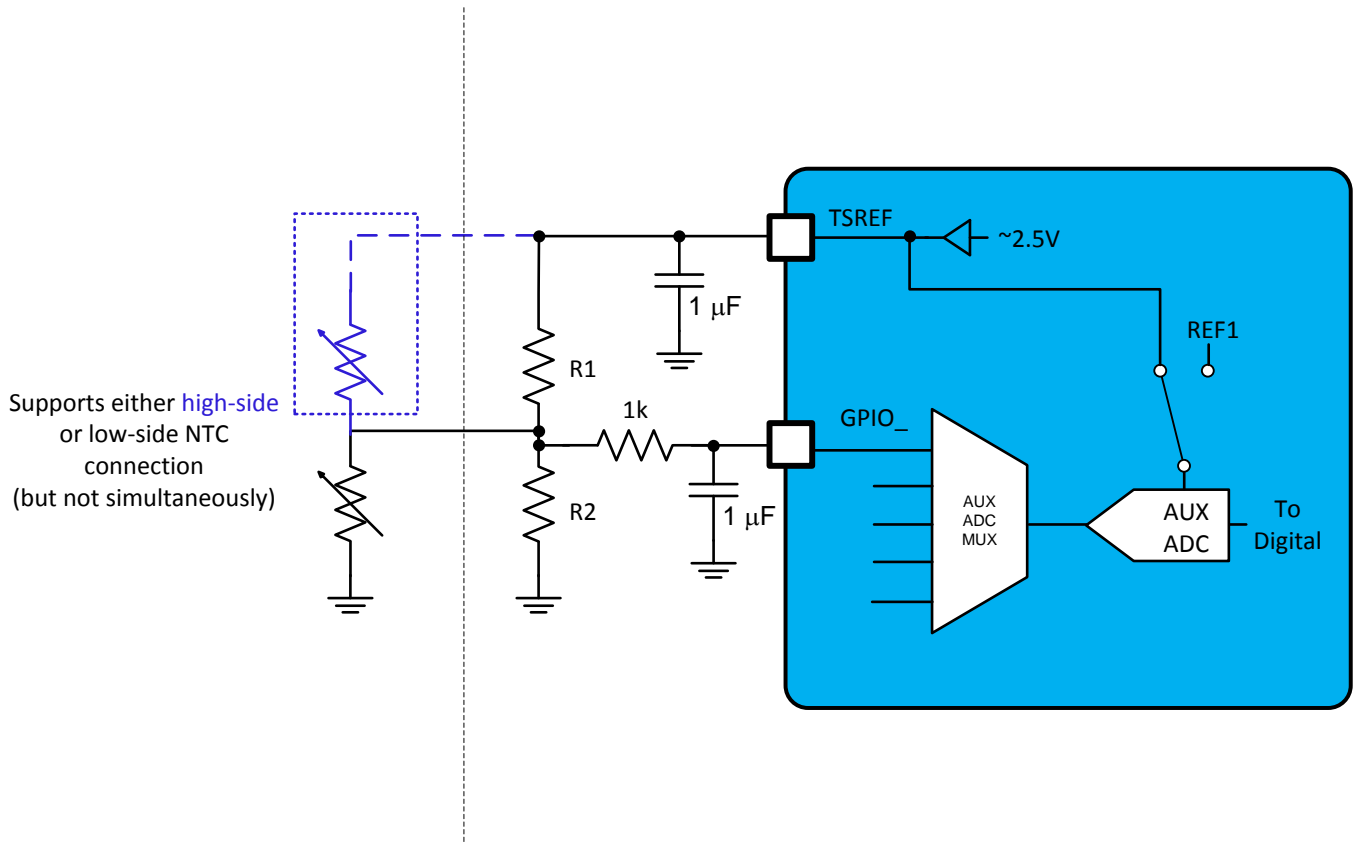 TSREF
~2.5V
1 μF
REF1
R1
Supports either high-side
or low-side NTC
connection
(but not simultaneously)
1k
GPIO_
R2
1 μF
AUX
ADC
MUX
AUX
ADC
To
Digital